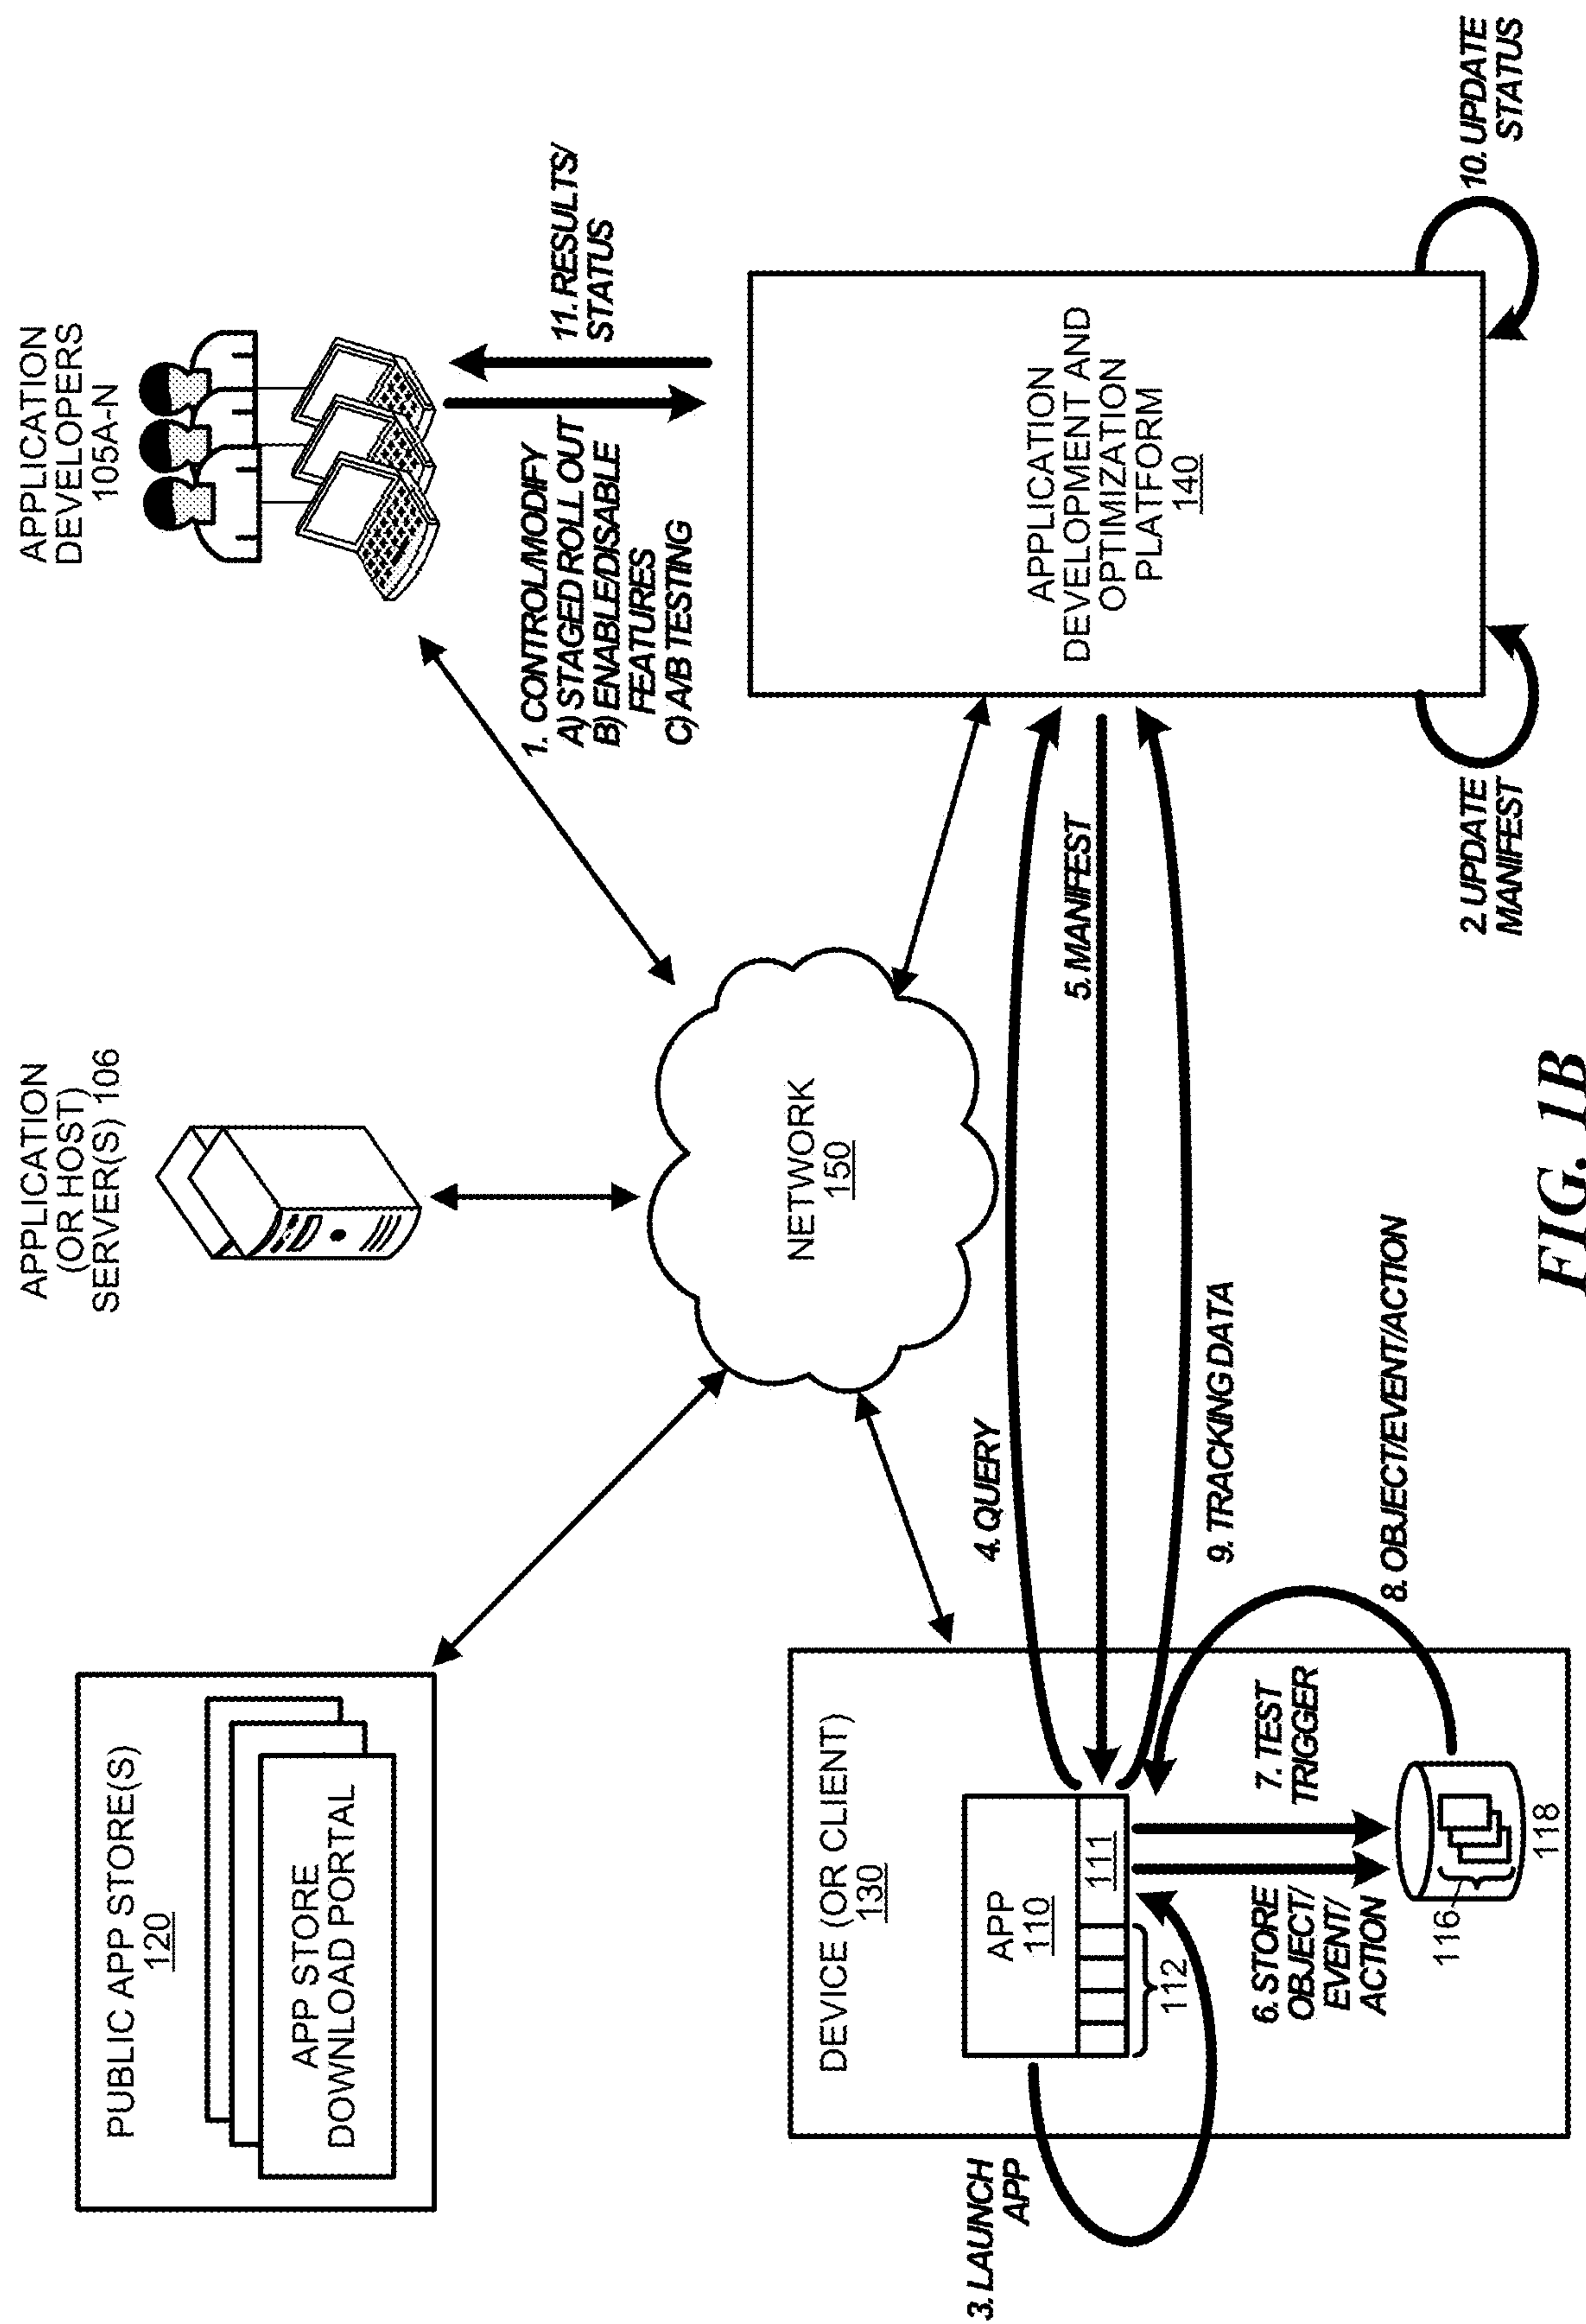 PUBLIC APP STORE(S)
120
APP STORE
DOWNLOAD PORTAL
APPLICATION
(OR HOST)
SERVER(S) 106
APPLICATION
DEVELOPERS
105A-N
NETWORK
150
1. CONTROL/MODIFY
A) STAGED ROLL OUT
B) ENABLE/DISABLE
FEATURES
C) A/B TESTING
11. RESULTS/
STATUS
DEVICE (OR CLIENT)
130
APP
110
111
112
3. LAUNCH
APP
4. QUERY
5. MANIFEST
9. TRACKING DATA
6. STORE
OBJECT/
EVENT/
ACTION
7. TEST
TRIGGER
8. OBJECT/EVENT/ACTION
116
118
APPLICATION
DEVELOPMENT AND
OPTIMIZATION
PLATFORM
140
2. UPDATE
MANIFEST
10. UPDATE
STATUS
FIG. 1B